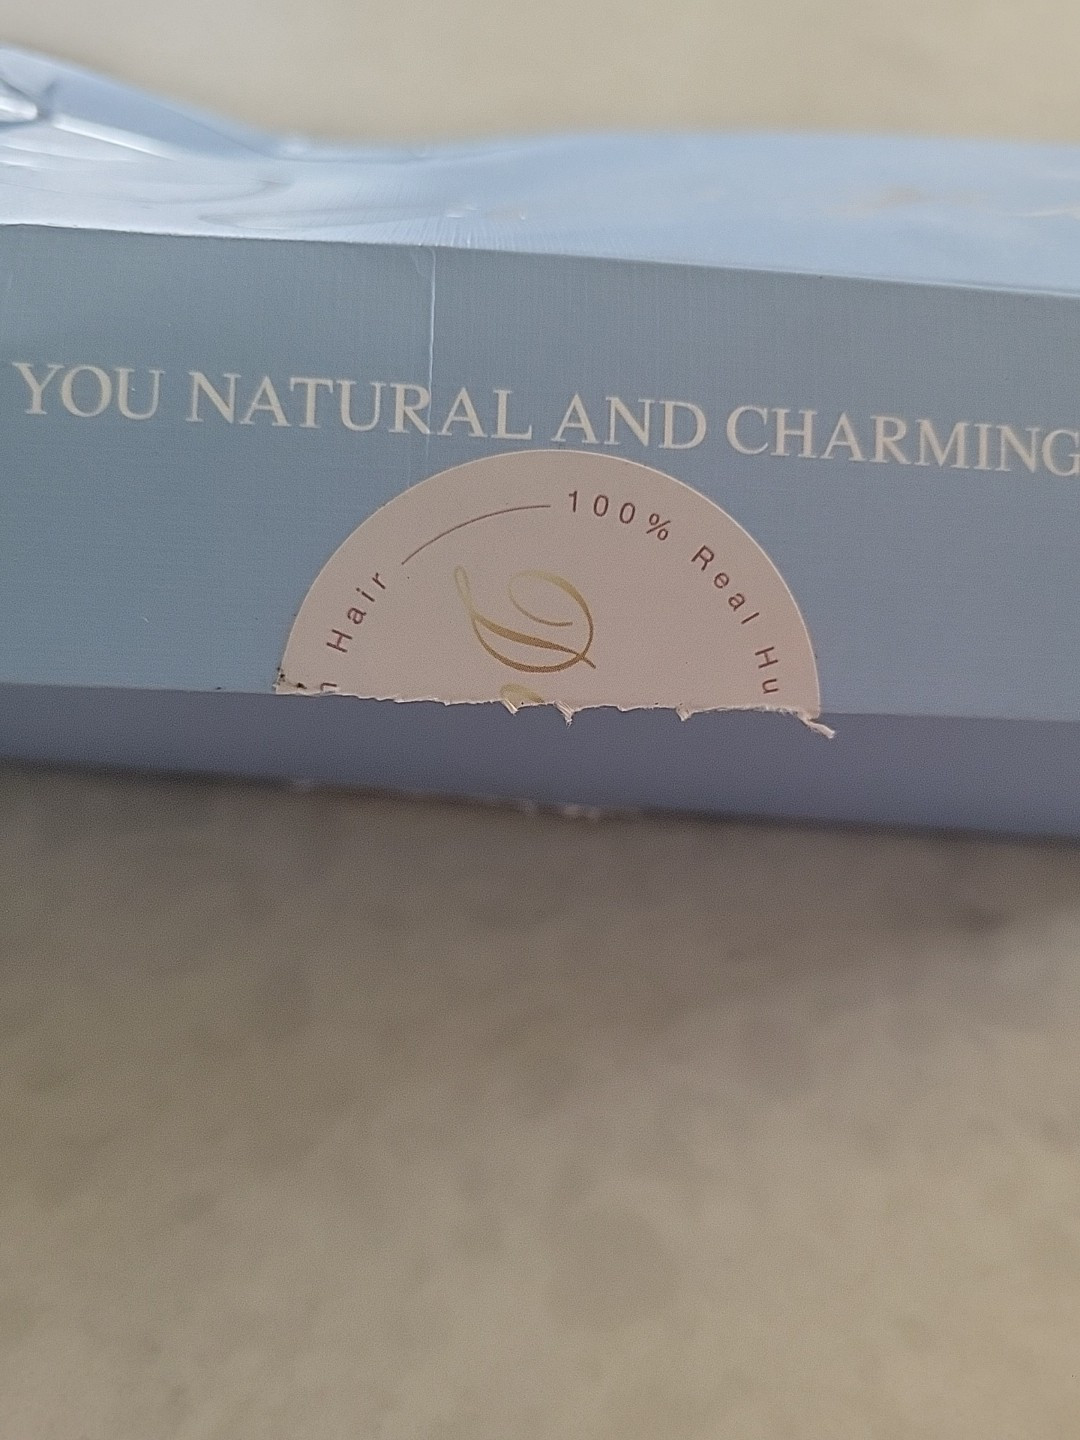 YOU NATURAL AND CHARMING
100% Real Hu
n Hair